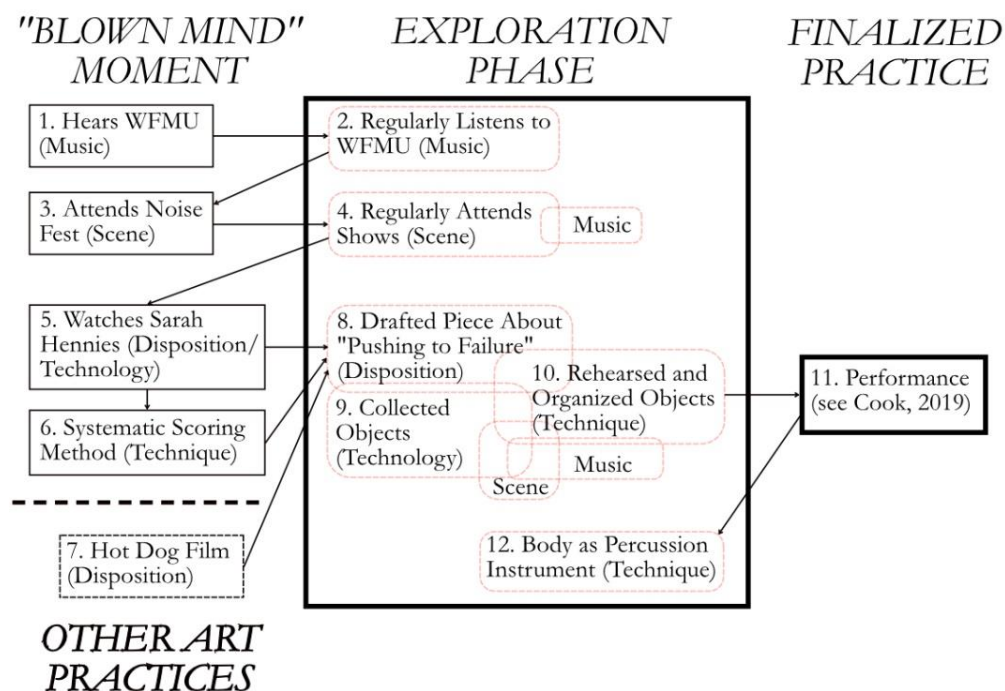 "BLOWN MIND"
MOMENT
EXPLORATION
PHASE
FINALIZED
PRACTICE
1. Hears WFMU
(Music)
2. Regularly Listens to
WFMU (Music)
3. Attends Noise
Fest (Scene)
4. Regularly Attends
Shows (Scene)
Music
5. Watches Sarah
Hennies (Disposition/
Technology)
6. Systematic Scoring
Method (Technique)
7. Hot Dog Film
(Disposition)
8. Drafted Piece About
"Pushing to Failure"
(Disposition)
9. Collected
Objects
(Technology)
10. Rehearsed and
Organized Objects
(Technique)
Music
Scene
11. Performance
(see Cook, 2019)
12. Body as Percussion
Instrument (Technique)
OTHER ART
PRACTICES